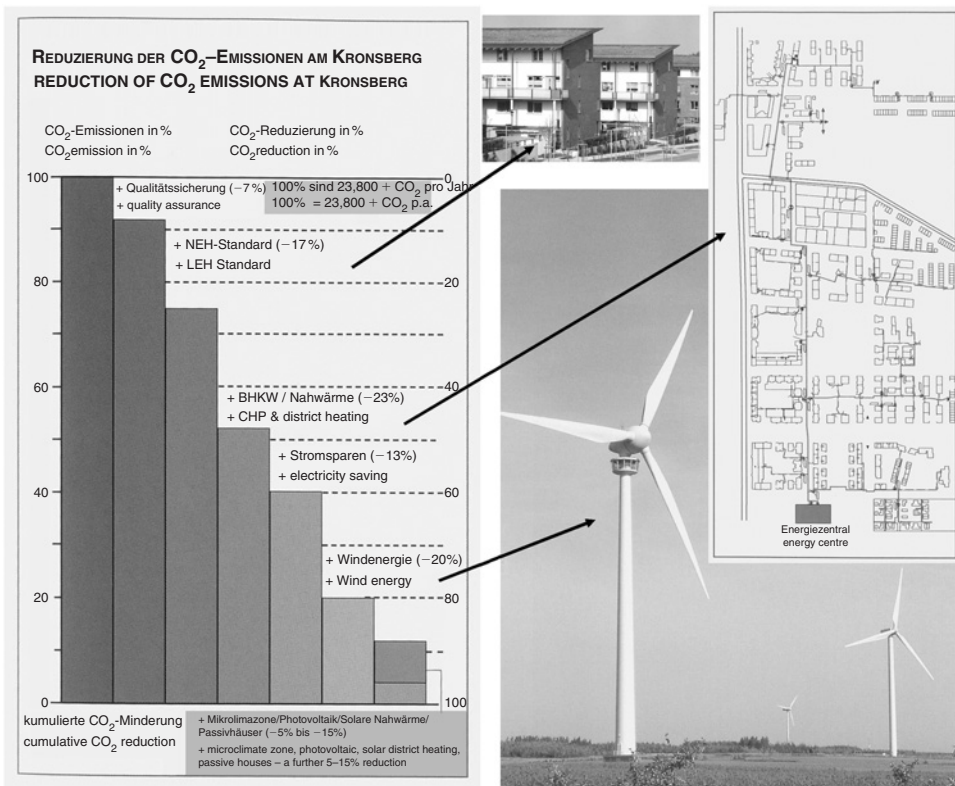 REDUZIERUNG DER CO₂–EMISSIONEN AM KRONSBERG
REDUCTION OF CO₂ EMISSIONS AT KRONSBERG
CO₂-Emissionen in %
CO₂emission in %
CO₂-Reduzierung in %
CO₂reduction in %
100
80
60
40
20
0
0
20
40
60
80
100
+ Qualitätssicherung (−7%)
+ quality assurance
100% sind 23,800 + CO₂ pro Jahr
100% = 23,800 + CO₂ p.a.
+ NEH-Standard (−17%)
+ LEH Standard
+ BHKW / Nahwärme (−23%)
+ CHP & district heating
+ Stromsparen (−13%)
+ electricity saving
+ Windenergie (−20%)
+ Wind energy
kumulierte CO₂-Minderung
cumulative CO₂ reduction
+ Mikrolimazone/Photovoltaik/Solare Nahwärme/
Passivhäuser (−5% bis −15%)
+ microclimate zone, photovoltaic, solar district heating,
passive houses – a further 5–15% reduction
Energiezentral
energy centre